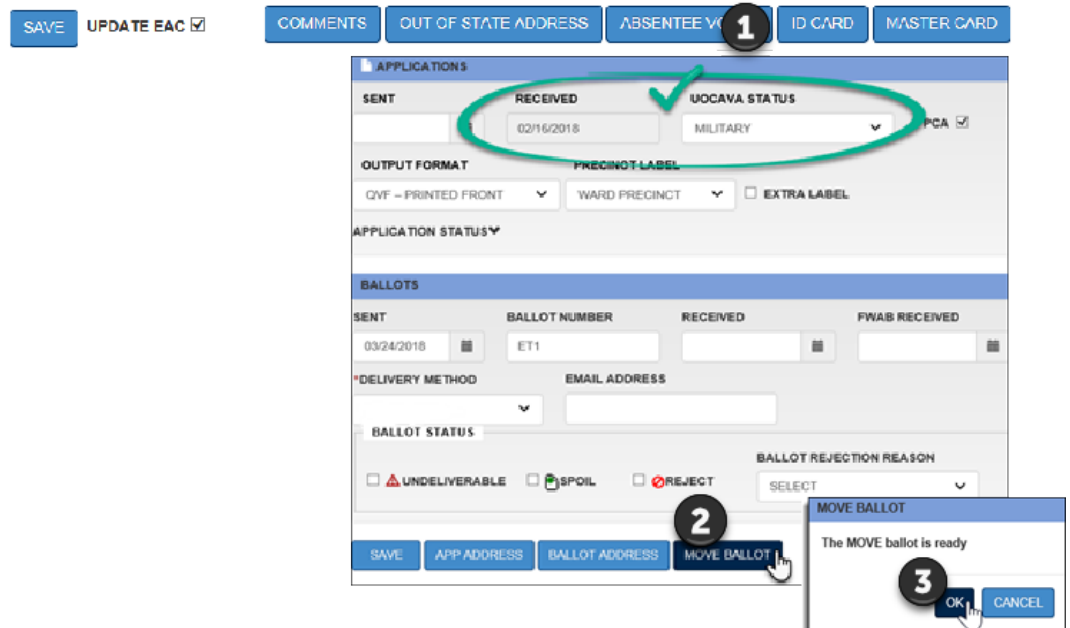 SAVE UPDATE EAC COMMENTS OUT OF STATE ADDRESS ABSENTEE 1 ID CARD MASTER CARD
APPLICATIONS
SENT RECEIVED UOCAVA STATUS
02/16/2018 MILITARY PCA
OUTPUT FORMAT PRECINCT LABEL
QVF – PRINTED FRONT WARD PRECINCT EXTRA LABEL
APPLICATION STATUS
BALLOTS
SENT BALLOT NUMBER RECEIVED FWAB RECEIVED
03/24/2018 ET1
*DELIVERY METHOD EMAIL ADDRESS
BALLOT STATUS
BALLOT REJECTION REASON
UNDELIVERABLE SPOIL REJECT SELECT
2
SAVE APP ADDRESS BALLOT ADDRESS MOVE BALLOT
MOVE BALLOT
The MOVE ballot is ready
3
OK CANCEL